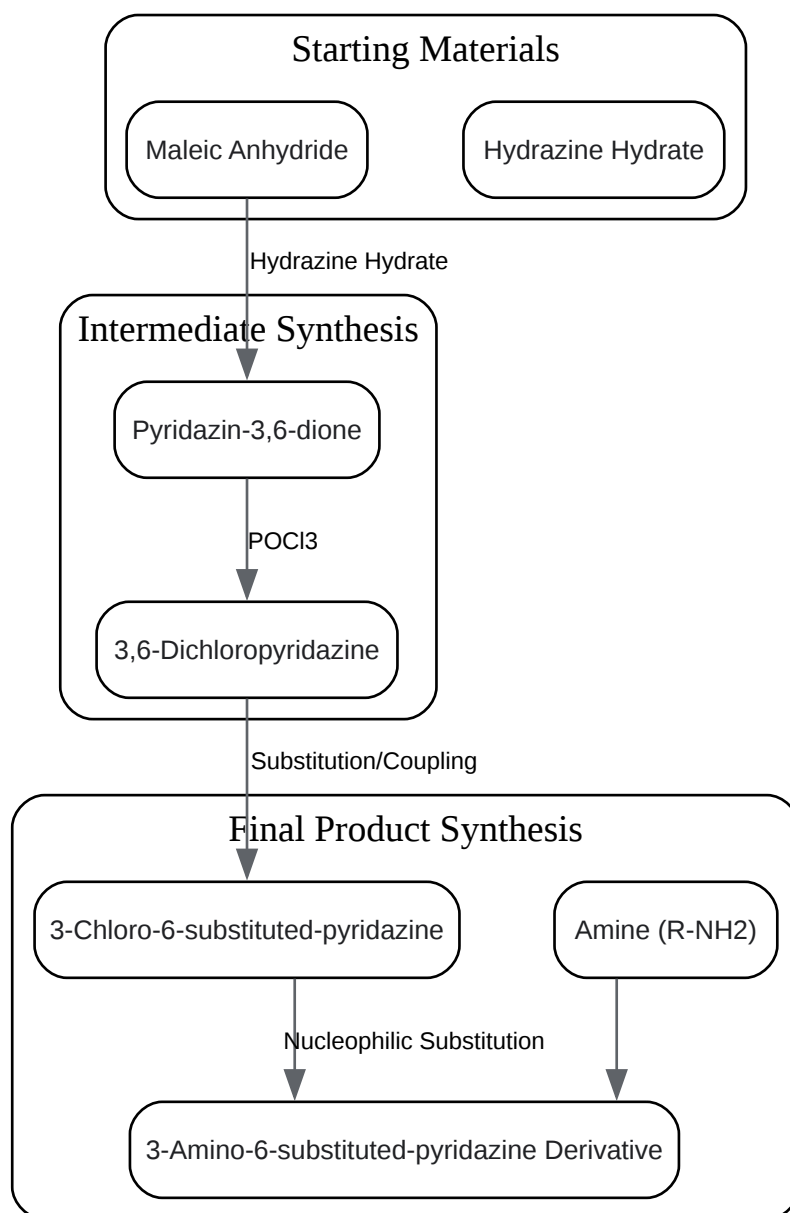 Starting Materials
Maleic Anhydride
Hydrazine Hydrate
Hydrazine Hydrate
Intermediate Synthesis
Pyridazin-3,6-dione
POCl3
3,6-Dichloropyridazine
Substitution/Coupling
Final Product Synthesis
3-Chloro-6-substituted-pyridazine
Amine (R-NH2)
Nucleophilic Substitution
3-Amino-6-substituted-pyridazine Derivative